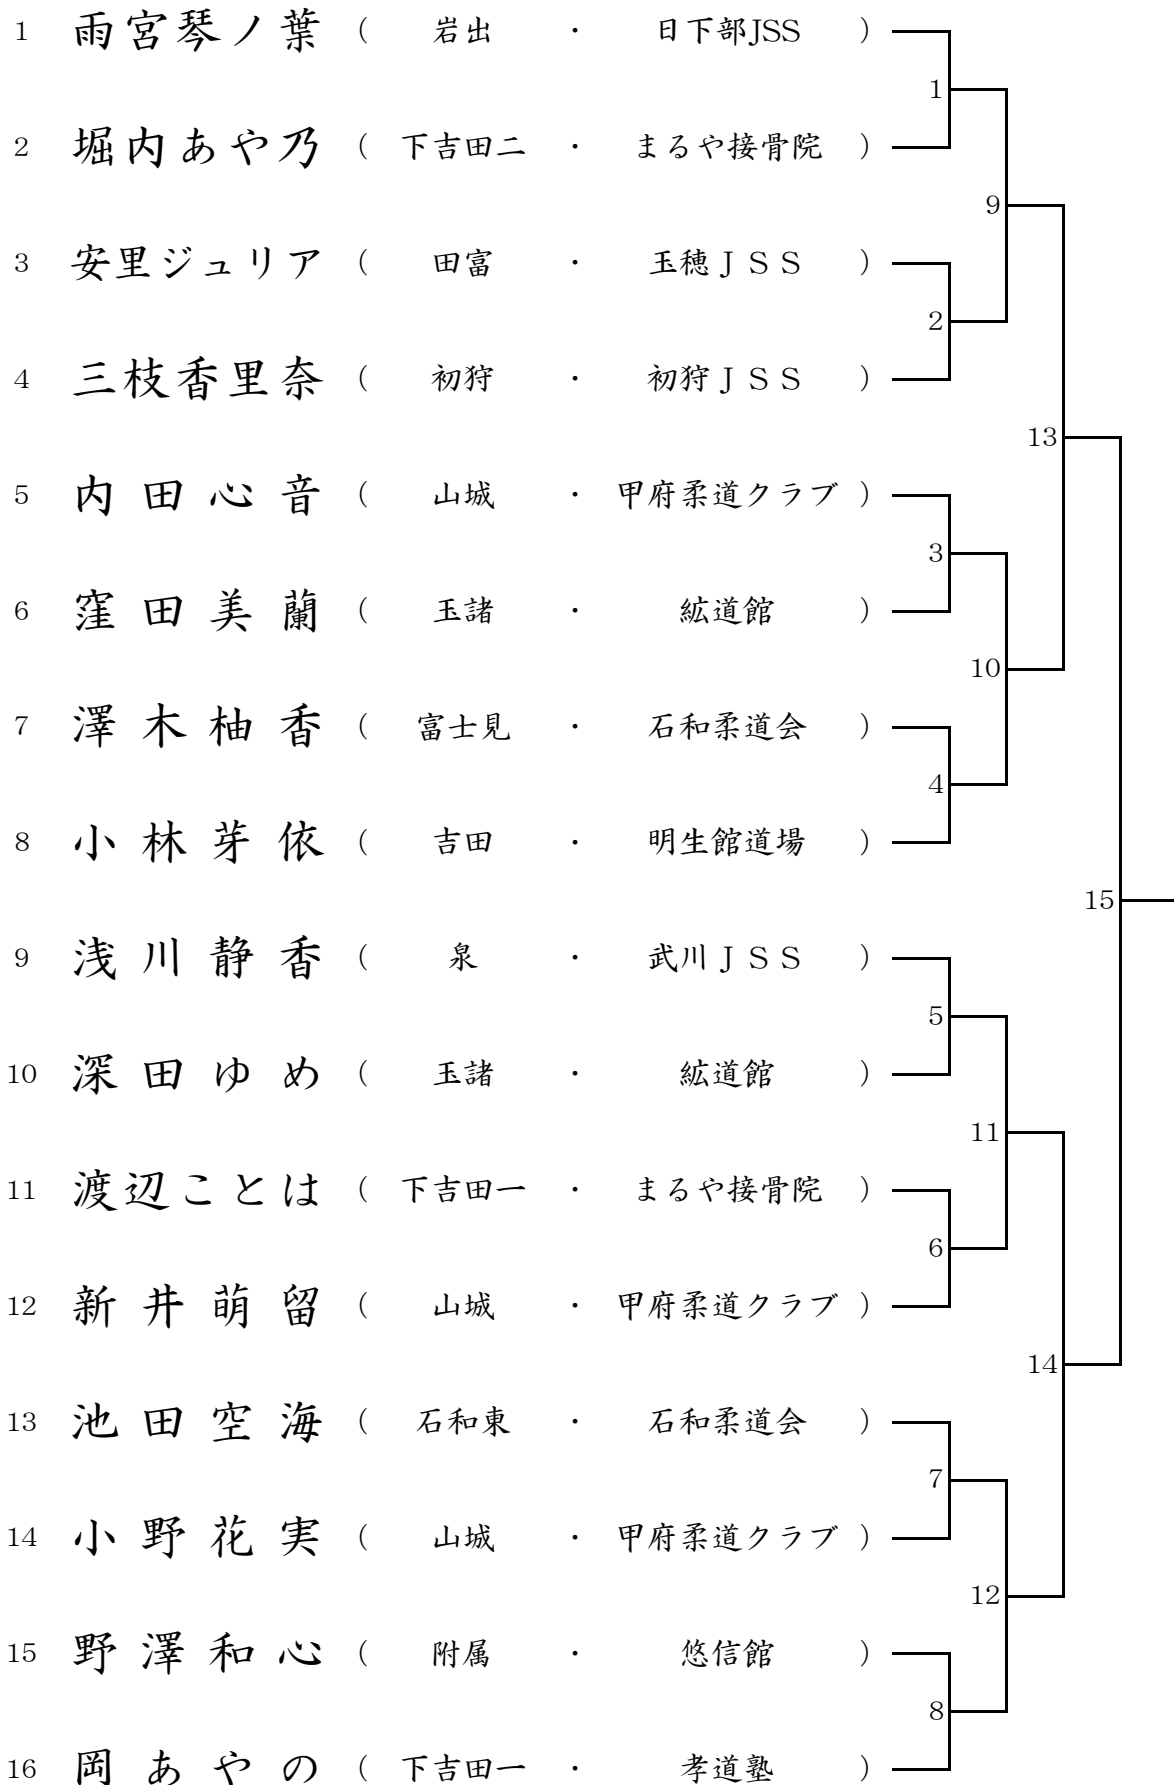 1 雨宮琴ノ葉 ( 岩出 ・ 日下部JSS )
1
2 堀内あや乃 ( 下吉田二 ・ まるや接骨院 )
9
3 安里ジュリア ( 田富 ・ 玉穂ＪＳＳ )
2
4 三枝香里奈 ( 初狩 ・ 初狩ＪＳＳ )
13
5 内田心音 ( 山城 ・ 甲府柔道クラブ )
3
6 窪田美蘭 ( 玉諸 ・ 紘道館 )
10
7 澤木柚香 ( 富士見 ・ 石和柔道会 )
4
8 小林芽依 ( 吉田 ・ 明生館道場 )
15
9 浅川静香 ( 泉 ・ 武川ＪＳＳ )
5
10 深田ゆめ ( 玉諸 ・ 紘道館 )
11
11 渡辺ことは ( 下吉田一 ・ まるや接骨院 )
6
12 新井萌留 ( 山城 ・ 甲府柔道クラブ )
14
13 池田空海 ( 石和東 ・ 石和柔道会 )
7
14 小野花実 ( 山城 ・ 甲府柔道クラブ )
12
15 野澤和心 ( 附属 ・ 悠信館 )
8
16 岡あやの ( 下吉田一 ・ 孝道塾 )